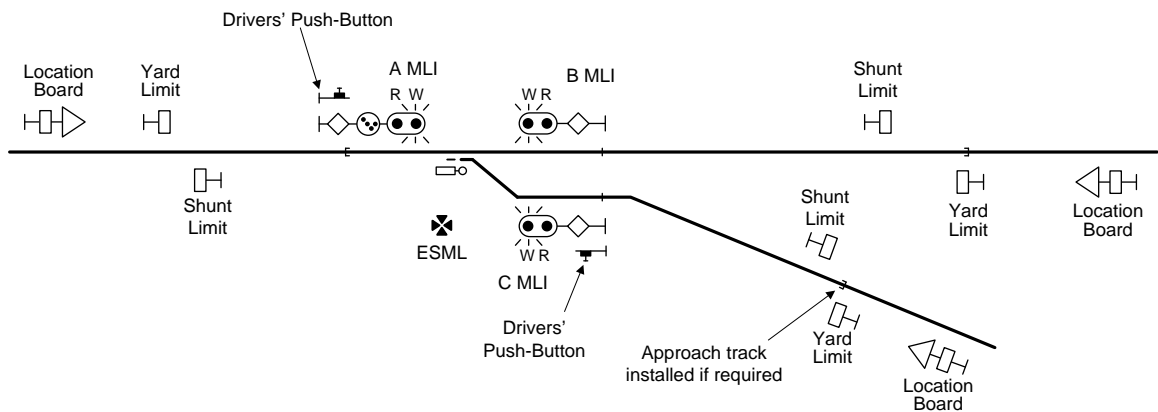 Drivers' Push-Button
Location
Board
Yard
Limit
A MLI
R W
B MLI
W R
Shunt
Limit
Shunt
Limit
ESML
W R
C MLI
Drivers'
Push-Button
Shunt
Limit
Yard
Limit
Location
Board
Approach track
installed if required
Yard
Limit
Location
Board